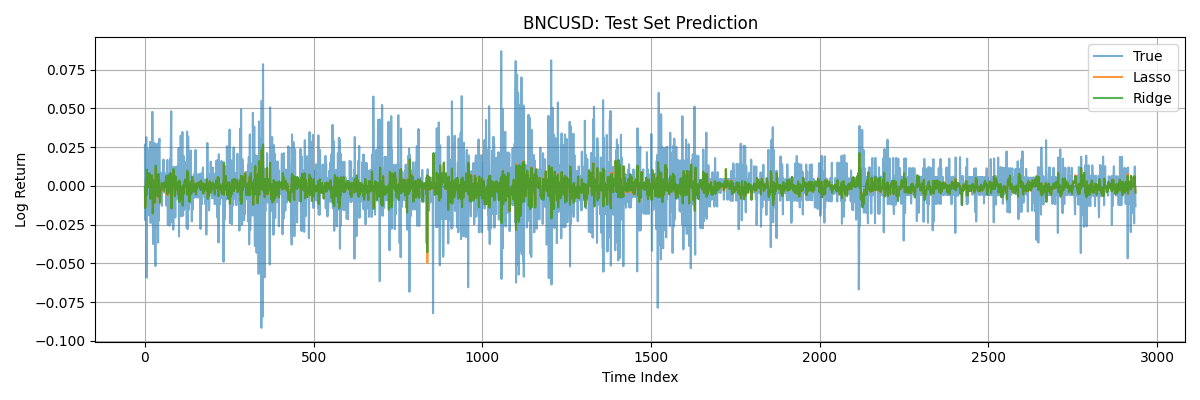 BNCUSD: Test Set Prediction
True
Lasso
Ridge
0.075
0.050
0.025
0.000
−0.025
−0.050
−0.075
−0.100
Log Return
0 500 1000 1500 2000 2500 3000
Time Index